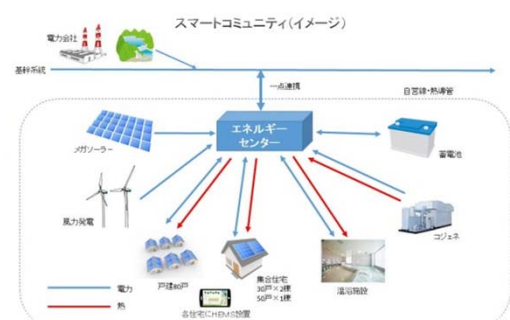 スマートコミュニティ(イメージ)
電力会社
基幹系統
一点連携
自営線・熱導管
エネルギー
センター
メガソーラー
蓄電池
風力発電
コジェネ
戸建80戸
集合住宅
30戸×2棟
50戸×1棟
温浴施設
電力
熱
各住宅にHEMS設置